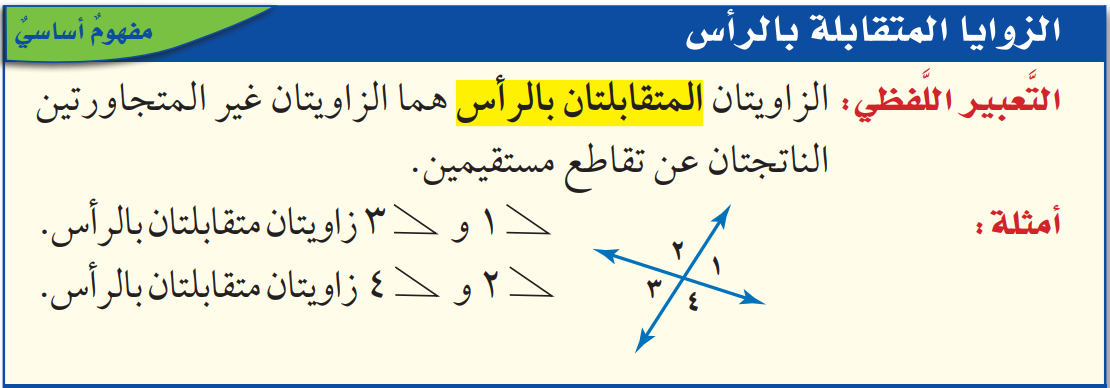 الزوايا المتقابلة بالرأس
مفهومٌ أساسيٌ
التَّعبير اللَّفظي: الزاويتان المتقابلتان بالرأس هما الزاويتان غير المتجاورتين
الناتجتان عن تقاطع مستقيمين.
أمثلة:
١ و ٣ زاويتان متقابلتان بالرأس.
٢ و ٤ زاويتان متقابلتان بالرأس.
٢
١
٣
٤